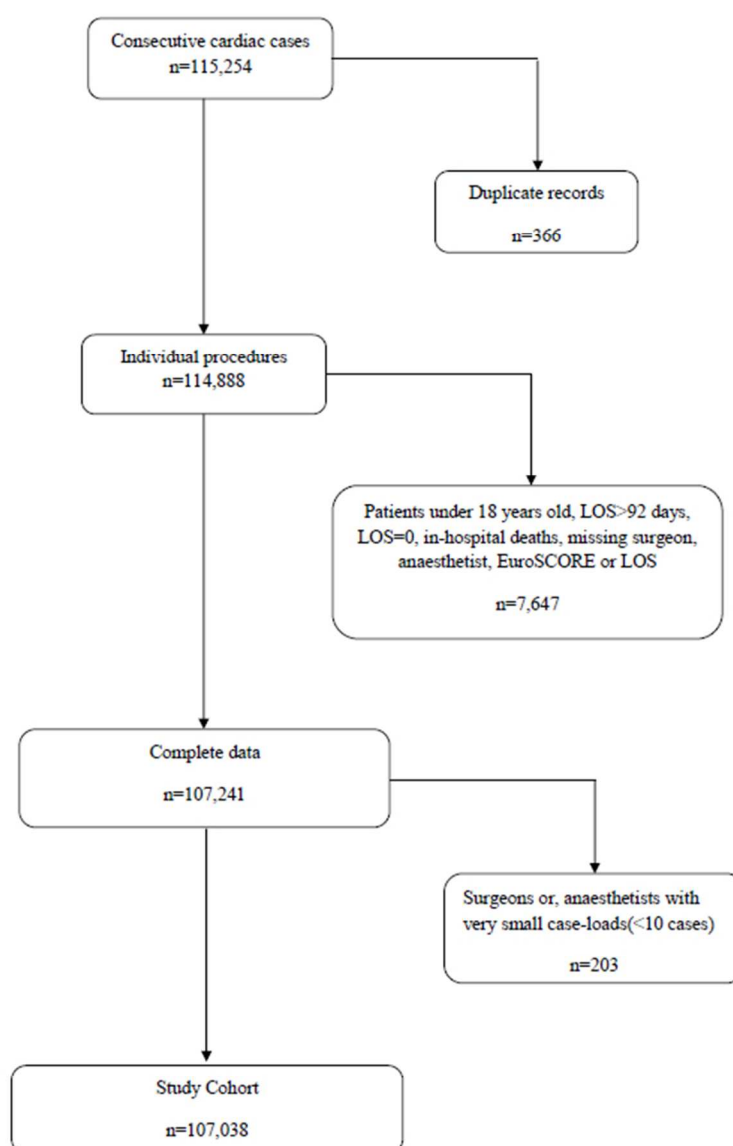 Consecutive cardiac cases
n=115,254
Duplicate records
n=366
Individual procedures
n=114,888
Patients under 18 years old, LOS>92 days,
LOS=0, in-hospital deaths, missing surgeon,
anaesthetist, EuroSCORE or LOS
n=7,647
Complete data
n=107,241
Surgeons or, anaesthetists with
very small case-loads(<10 cases)
n=203
Study Cohort
n=107,038